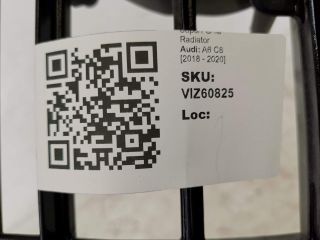 Radiator
Audi: A6 C8
[2018 - 2020]
SKU:
VIZ60825
Loc: